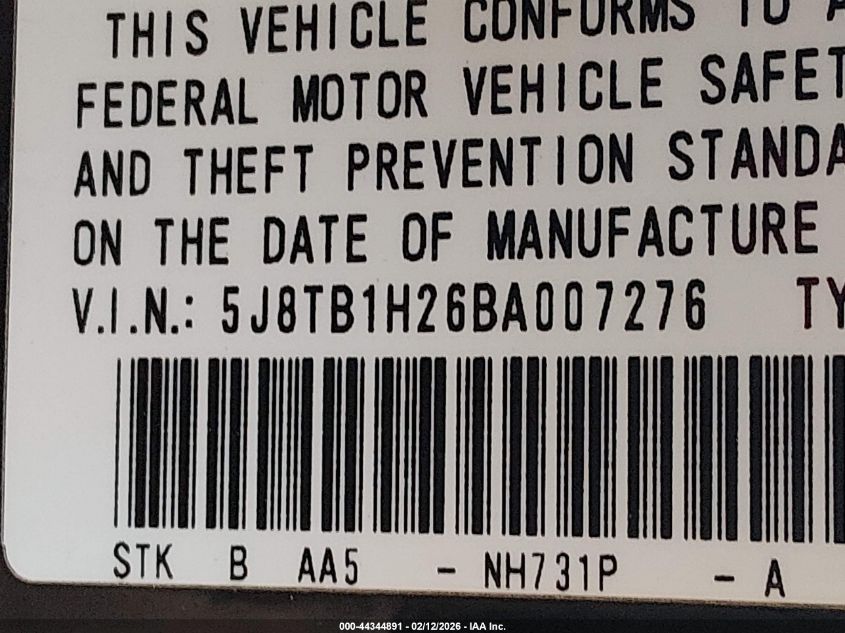 THIS VEHICLE CONFORMS TO A
FEDERAL MOTOR VEHICLE SAFET
AND THEFT PREVENTION STANDA
ON THE DATE OF MANUFACTURE
V.I.N.: 5J8TB1H26BA007276 TY
STK B AA5 - NH731P - A
000-44344891 - 02/12/2026 - IAA Inc.